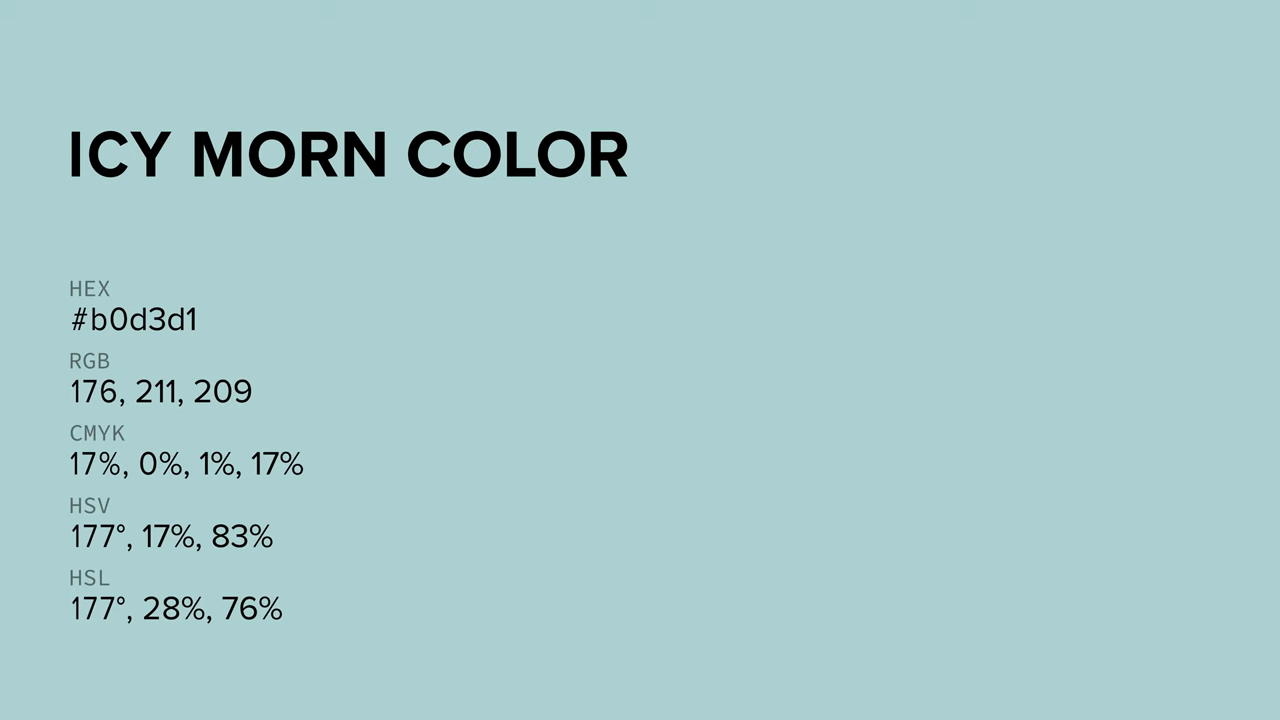 ICY MORN COLOR
HEX
#b0d3d1
RGB
176, 211, 209
CMYK
17%, 0%, 1%, 17%
HSV
177°, 17%, 83%
HSL
177°, 28%, 76%